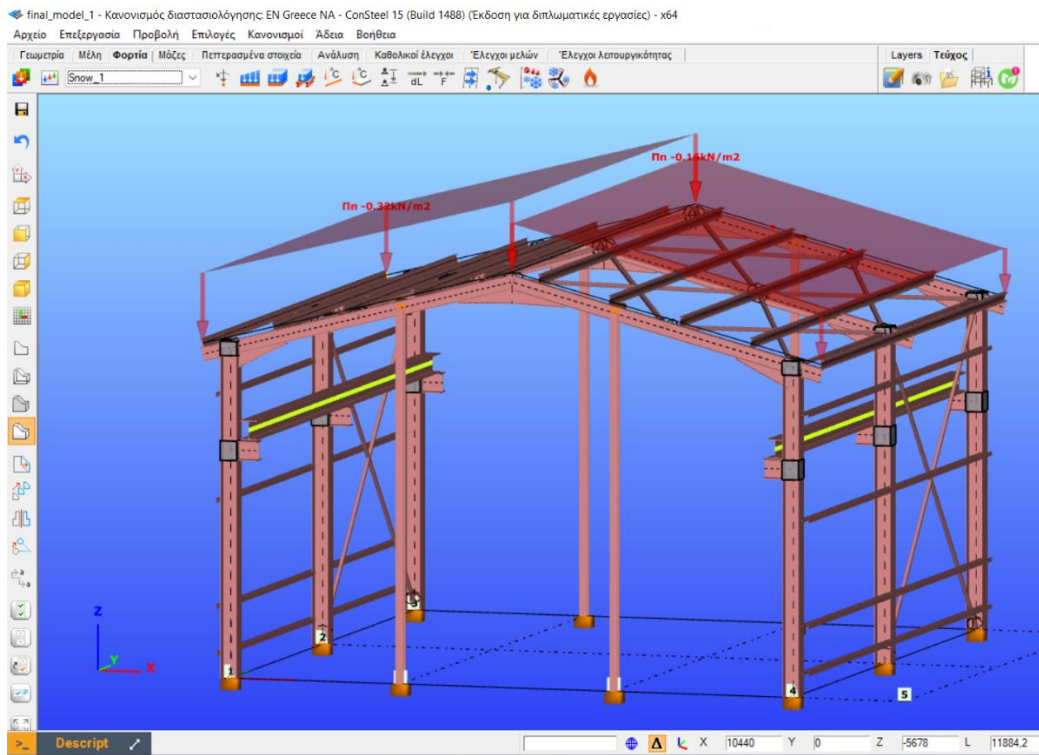 final_model_1 - Κανονισμός διαστασιολόγησης: EN Greece NA - ConSteel 15 (Build 1488) (Έκδοση για διπλωματικές εργασίες) - x64
Αρχείο Επεξεργασία Προβολή Επιλογές Κανονισμοί Άδεια Βοήθεια
Γεωμετρία Μέλη Φορτία Μάζες Πεπερασμένα στοιχεία Ανάλυση Καθολικοί έλεγχοι Έλεγχοι μελών Έλεγχοι λειτουργικότητας Layers Τεύχος
Snow_1
Πn -0.16kN/m2
Πn -0.32kN/m2
3
2
1
4
5
Z
Y
X
Descript
X 10440 Y 0 Z -5678 L 11884,2